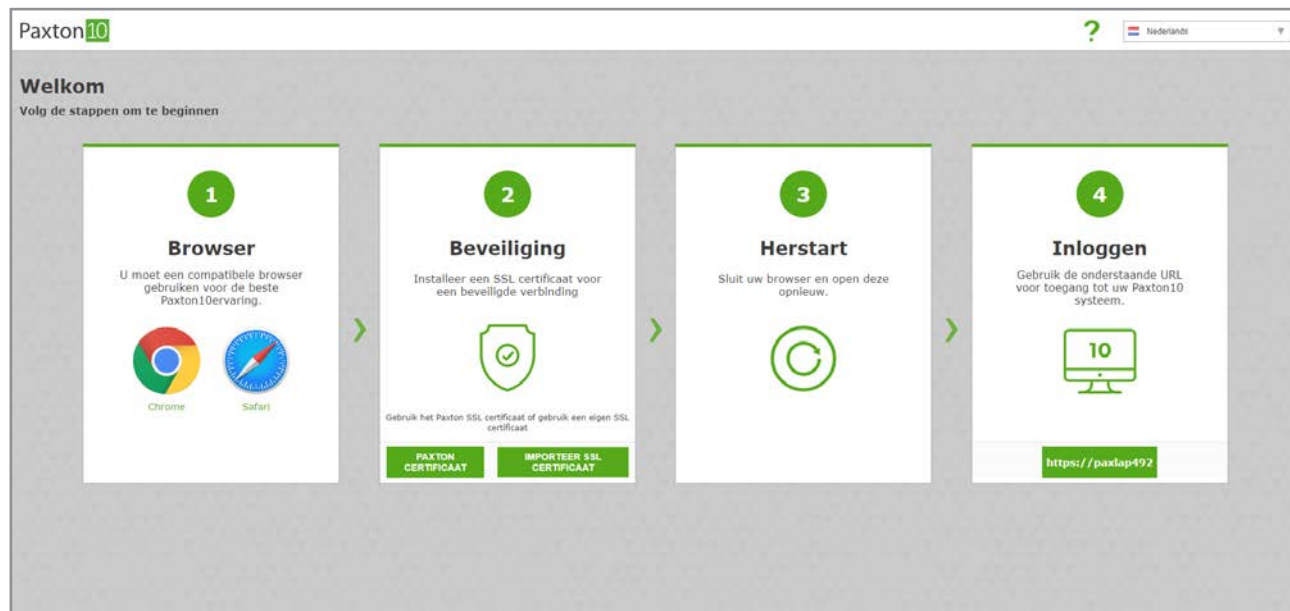 Paxton10
?
Nederlands
Welkom
Volg de stappen om te beginnen
1
Browser
U moet een compatibele browser
gebruiken voor de beste
Paxton10ervaring.
Chrome
Safari
2
Beveiliging
Installeer een SSL certificaat voor
een beveiligde verbinding
Gebruik het Paxton SSL certificaat of gebruik een eigen SSL
certificaat
PAXTON
CERTIFICAAT
IMPORTEER SSL
CERTIFICAAT
3
Herstart
Sluit uw browser en open deze
opnieuw.
4
Inloggen
Gebruik de onderstaande URL
voor toegang tot uw Paxton10
systeem.
10
https://paxlap492